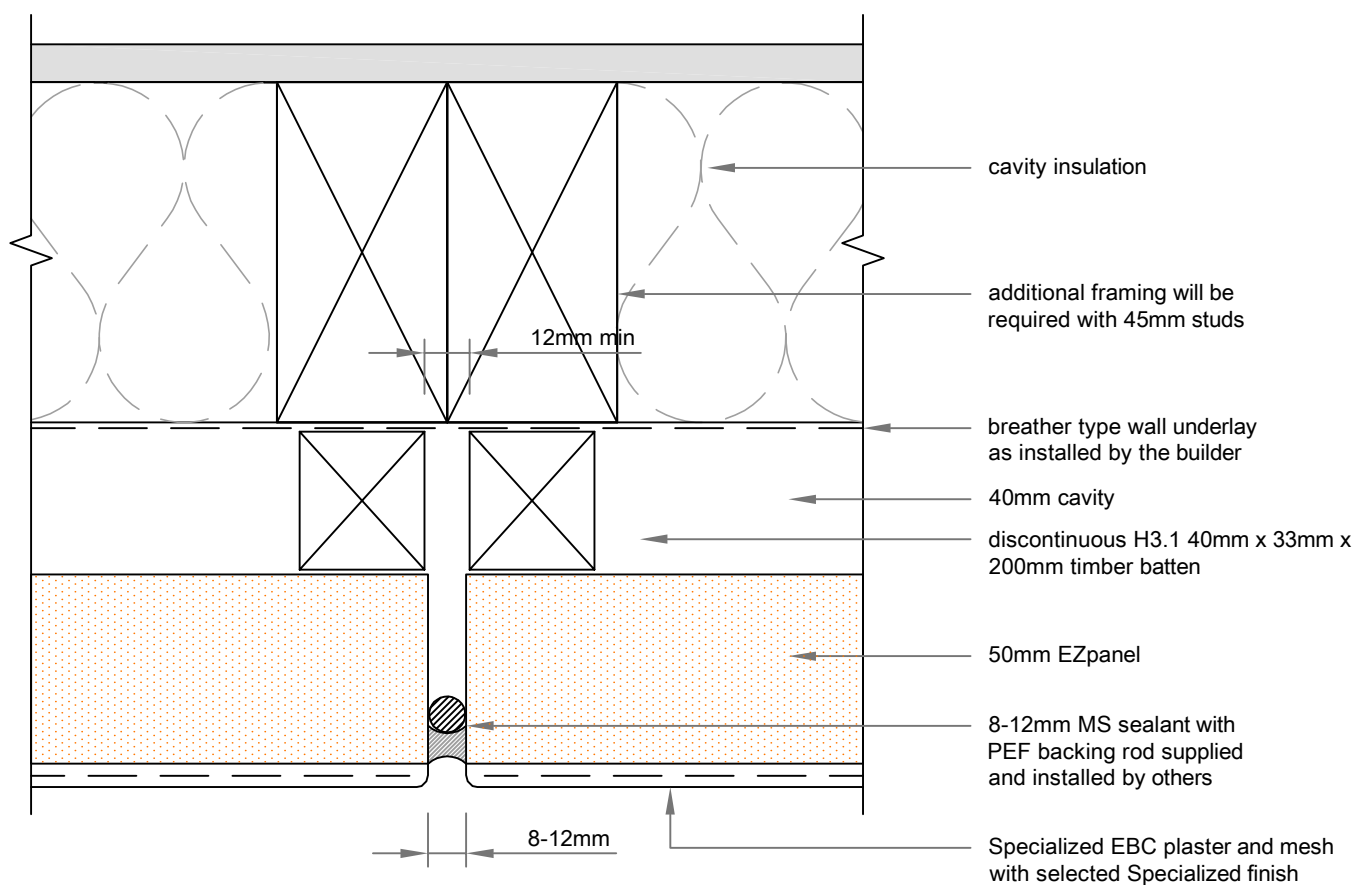 cavity insulation
additional framing will be
required with 45mm studs
12mm min
breather type wall underlay
as installed by the builder
40mm cavity
discontinuous H3.1 40mm x 33mm x
200mm timber batten
50mm EZpanel
8-12mm MS sealant with
PEF backing rod supplied
and installed by others
8-12mm
Specialized EBC plaster and mesh
with selected Specialized finish